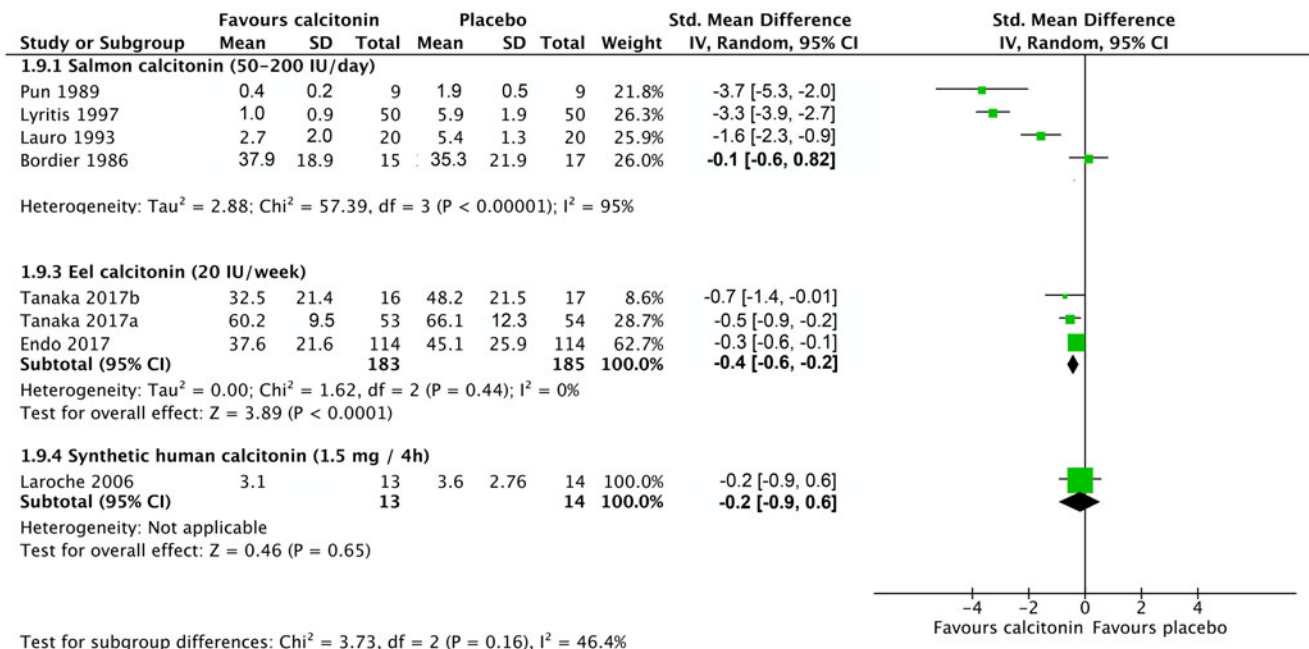 Favours calcitonin Placebo Std. Mean Difference Std. Mean Difference
Study or Subgroup Mean SD Total Mean SD Total Weight IV, Random, 95% CI IV, Random, 95% CI
1.9.1 Salmon calcitonin (50-200 IU/day)
Pun 1989 0.4 0.2 9 1.9 0.5 9 21.8% -3.7 [-5.3, -2.0]
Lyritis 1997 1.0 0.9 50 5.9 1.9 50 26.3% -3.3 [-3.9, -2.7]
Lauro 1993 2.7 2.0 20 5.4 1.3 20 25.9% -1.6 [-2.3, -0.9]
Bordier 1986 37.9 18.9 15 35.3 21.9 17 26.0% -0.1 [-0.6, 0.82]
Heterogeneity: Tau² = 2.88; Chi² = 57.39, df = 3 (P < 0.00001); I² = 95%
1.9.3 Eel calcitonin (20 IU/week)
Tanaka 2017b 32.5 21.4 16 48.2 21.5 17 8.6% -0.7 [-1.4, -0.01]
Tanaka 2017a 60.2 9.5 53 66.1 12.3 54 28.7% -0.5 [-0.9, -0.2]
Endo 2017 37.6 21.6 114 45.1 25.9 114 62.7% -0.3 [-0.6, -0.1]
Subtotal (95% CI) 183 185 100.0% -0.4 [-0.6, -0.2]
Heterogeneity: Tau² = 0.00; Chi² = 1.62, df = 2 (P = 0.44); I² = 0%
Test for overall effect: Z = 3.89 (P < 0.0001)
1.9.4 Synthetic human calcitonin (1.5 mg / 4h)
Laroche 2006 3.1 13 3.6 2.76 14 100.0% -0.2 [-0.9, 0.6]
Subtotal (95% CI) 13 14 100.0% -0.2 [-0.9, 0.6]
Heterogeneity: Not applicable
Test for overall effect: Z = 0.46 (P = 0.65)
-4 -2 0 2 4
Favours calcitonin Favours placebo
Test for subgroup differences: Chi² = 3.73, df = 2 (P = 0.16), I² = 46.4%